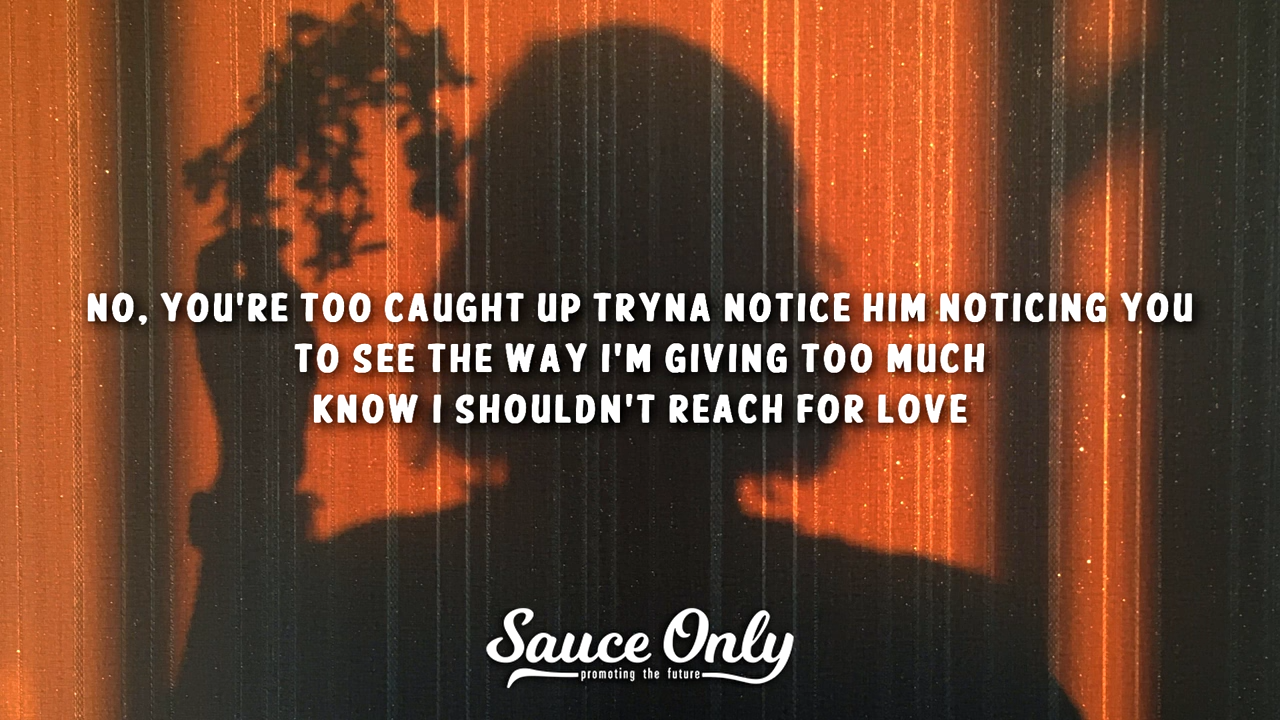 NO, YOU'RE TOO CAUGHT UP TRYNA NOTICE HIM NOTICING YOU
TO SEE THE WAY I'M GIVING TOO MUCH
KNOW I SHOULDN'T REACH FOR LOVE
Sauce Only
promoting the future